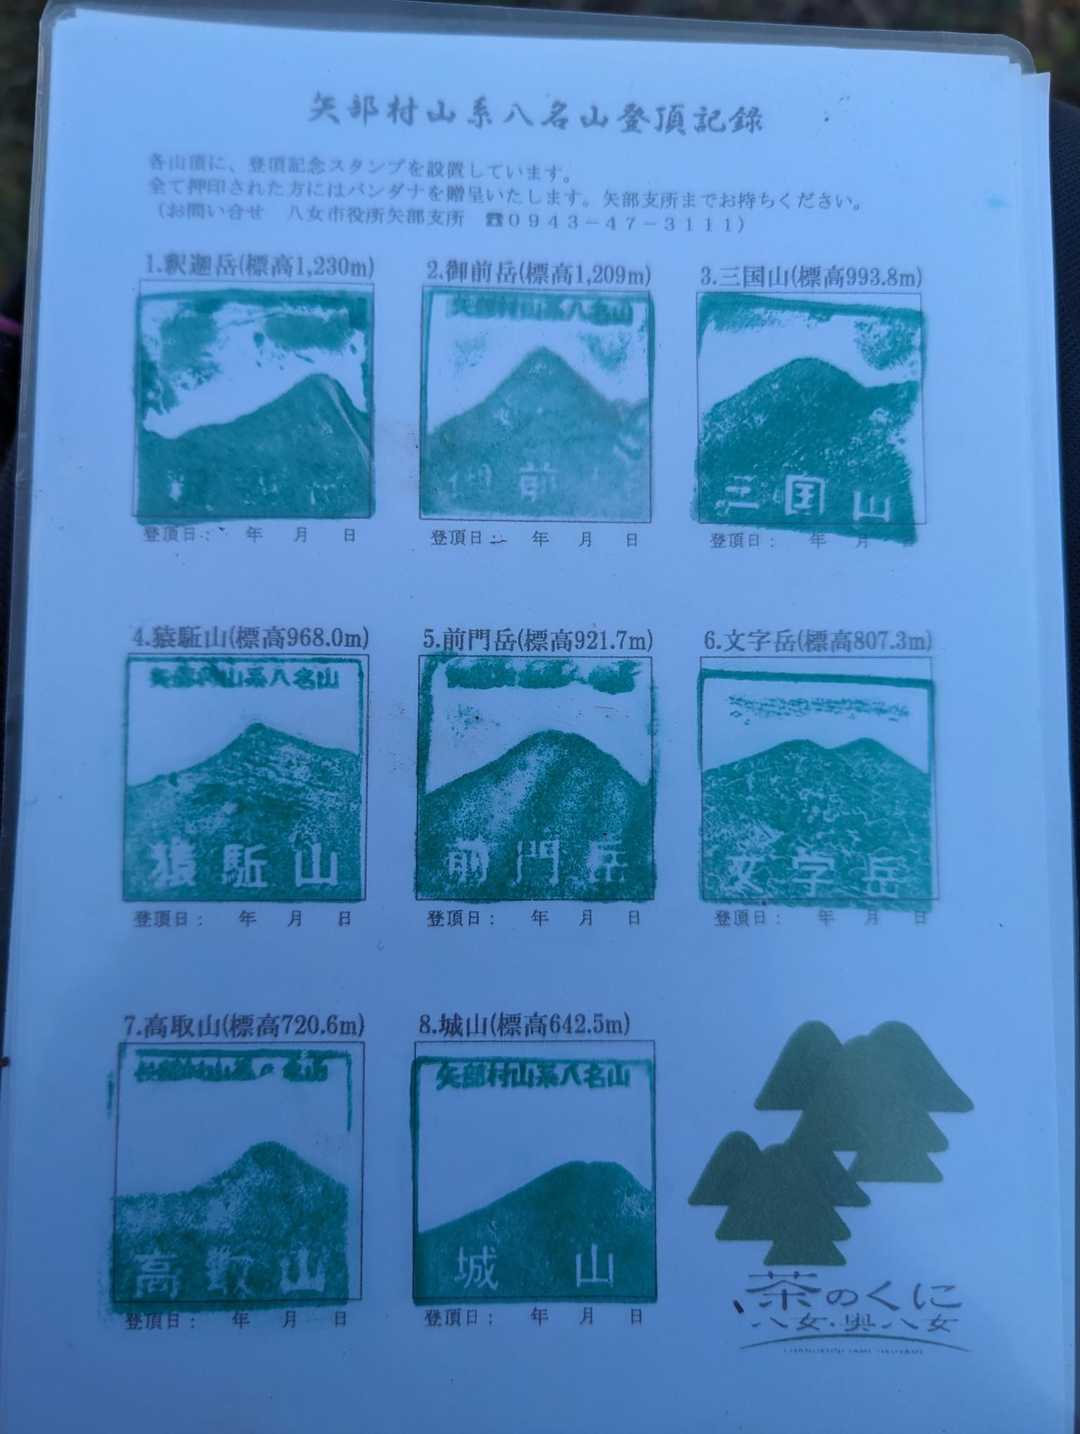 矢部村山系八名山登頂記録
各山頂に、登頂記念スタンプを設置しています。
全て押印された方にはバンダナを贈呈いたします。矢部支所までお持ちください。
（お問い合せ　八女市役所矢部支所　☎０９４３－４７－３１１１）
1.釈迦岳(標高1,230m)
2.御前岳(標高1,209m)
3.三国山(標高993.8m)
矢部村山系八名山
御前
三国山
登頂日：　年　月　日
登頂日：　年　月　日
登頂日：　年　月　日
4.猿駈山(標高968.0m)
5.前門岳(標高921.7m)
6.文字岳(標高807.3m)
矢部村山系八名山
猿駈山
前門岳
文字岳
登頂日：　年　月　日
登頂日：　年　月　日
登頂日：　年　月　日
7.高取山(標高720.6m)
8.城山(標高642.5m)
矢部村山系八名山
矢部村山系八名山
高取山
城山
登頂日：　年　月　日
登頂日：　年　月　日
茶のくに
八女・奥八女